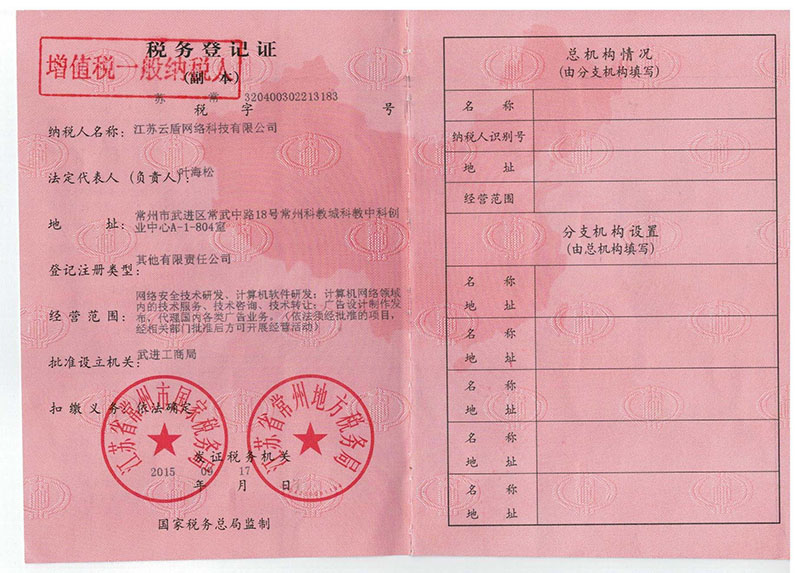 税务登记证
增值税一般纳税人
(副 本)
苏 常 320400302213183
税 字 号
纳税人名称：江苏云盾网络科技有限公司
法定代表人（负责人）：叶海松
地 址：常州市武进区常武中路18号常州科教城科教中科创
业中心A-1-804室
登记注册类型：其他有限责任公司
经营范围：网络安全技术研发、计算机软件研发；计算机网络领域
内的技术服务、技术咨询、技术转让；广告设计制作发
布，代理国内各类广告业务。（依法须经批准的项目，
经相关部门批准后方可开展经营活动）
批准设立机关：武进工商局
扣缴义务：依法确定
江苏省常州市国家税务局
江苏省常州地方税务局
发证税务机关
2015 09 17
年 月 日
国家税务总局监制
总机构情况
(由分支机构填写)
名 称
纳税人识别号
地 址
经营范围
分支机构设置
(由总机构填写)
名 称
地 址
名 称
地 址
名 称
地 址
名 称
地 址
名 称
地 址